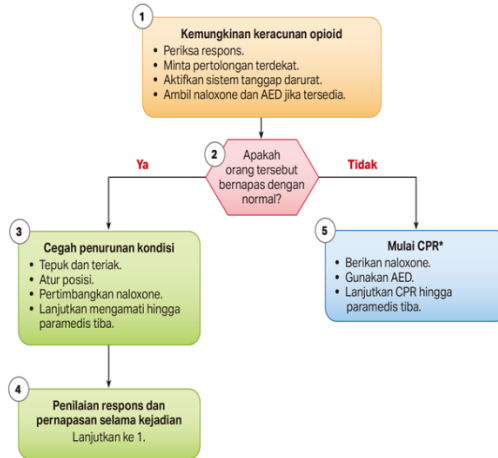 1
Kemungkinan keracunan opioid
• Periksa respons.
• Minta pertolongan terdekat.
• Aktifkan sistem tanggap darurat.
• Ambil naloxone dan AED jika tersedia.
2
Apakah
orang tersebut
bernapas dengan
normal?
Ya
Tidak
3
Cegah penurunan kondisi
• Tepuk dan teriak.
• Atur posisi.
• Pertimbangkan naloxone.
• Lanjutkan mengamati hingga
paramedis tiba.
5
Mulai CPR*
• Berikan naloxone.
• Gunakan AED.
• Lanjutkan CPR hingga
paramedis tiba.
4
Penilaian respons dan
pernapasan selama kejadian
Lanjutkan ke 1.